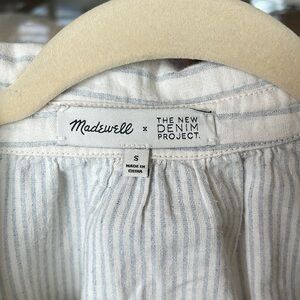 Madewell x THE NEW
DENIM
PROJECT.
S
MADE IN
CHINA